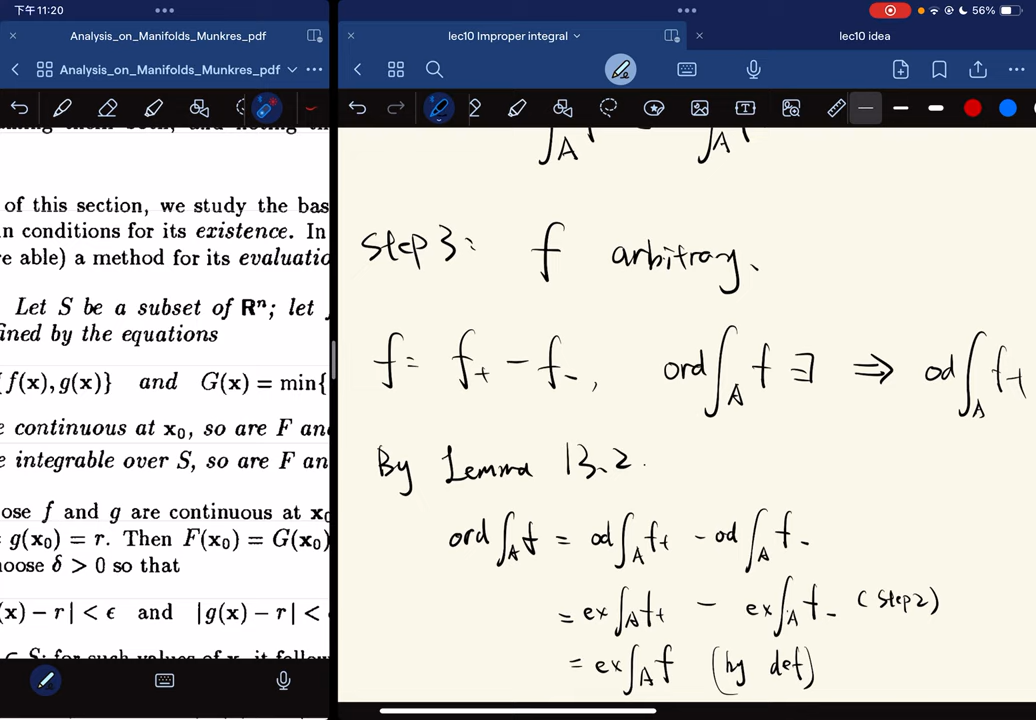 下午11:20
56%
Analysis_on_Manifolds_Munkres_pdf
lec10 Improper integral
lec10 idea
Analysis_on_Manifolds_Munkres_pdf
of this section, we study the bas
n conditions for its existence. In
re able) a method for its evaluatio
Let S be a subset of Rⁿ; let
ined by the equations
f(x), g(x)} and G(x) = min{
e continuous at x₀, so are F an
e integrable over S, so are F an
ose f and g are continuous at x₀
= g(x₀) = r. Then F(x₀) = G(x₀)
hoose δ > 0 so that
(x) − r| < ϵ and |g(x) − r| <
∫_A ∫_A
Step 3: f arbitrary.
f = f₊ − f₋, ord ∫_A f ∃ ⇒ od ∫_A f₊
By Lemma 13.2.
ord ∫_A f = od ∫_A f₊ − od ∫_A f₋
= ex ∫_A f₊ − ex ∫_A f₋ (Step 2)
= ex ∫_A f (by def)